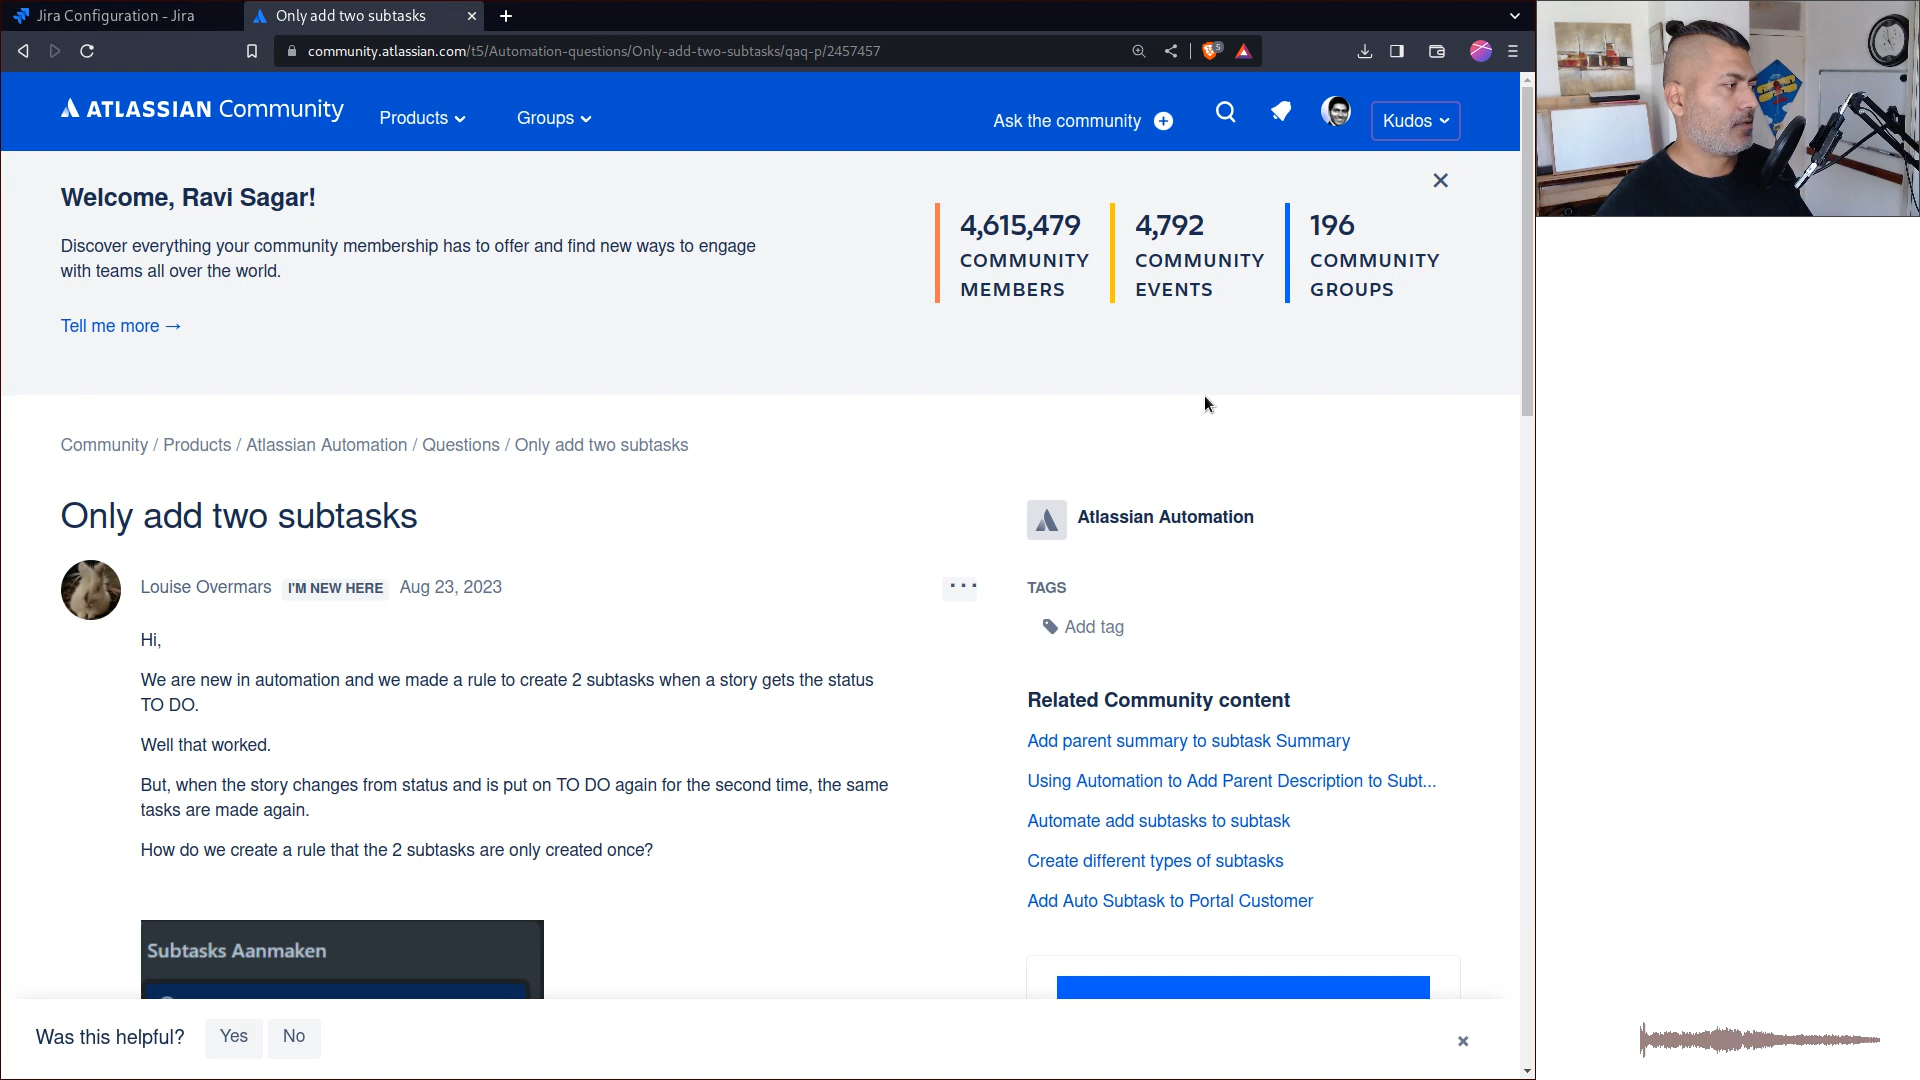 Jira Configuration - Jira
Only add two subtasks
community.atlassian.com/t5/Automation-questions/Only-add-two-subtasks/qaq-p/2457457
5
ATLASSIAN Community
Products
Groups
Ask the community
Kudos
Welcome, Ravi Sagar!
Discover everything your community membership has to offer and find new ways to engage
with teams all over the world.
Tell me more →
4,615,479
COMMUNITY
MEMBERS
4,792
COMMUNITY
EVENTS
196
COMMUNITY
GROUPS
Community / Products / Atlassian Automation / Questions / Only add two subtasks
Only add two subtasks
Louise Overmars I'M NEW HERE Aug 23, 2023
Hi,
We are new in automation and we made a rule to create 2 subtasks when a story gets the status
TO DO.
Well that worked.
But, when the story changes from status and is put on TO DO again for the second time, the same
tasks are made again.
How do we create a rule that the 2 subtasks are only created once?
Subtasks Aanmaken
Atlassian Automation
TAGS
Add tag
Related Community content
Add parent summary to subtask Summary
Using Automation to Add Parent Description to Subt...
Automate add subtasks to subtask
Create different types of subtasks
Add Auto Subtask to Portal Customer
Was this helpful? Yes No